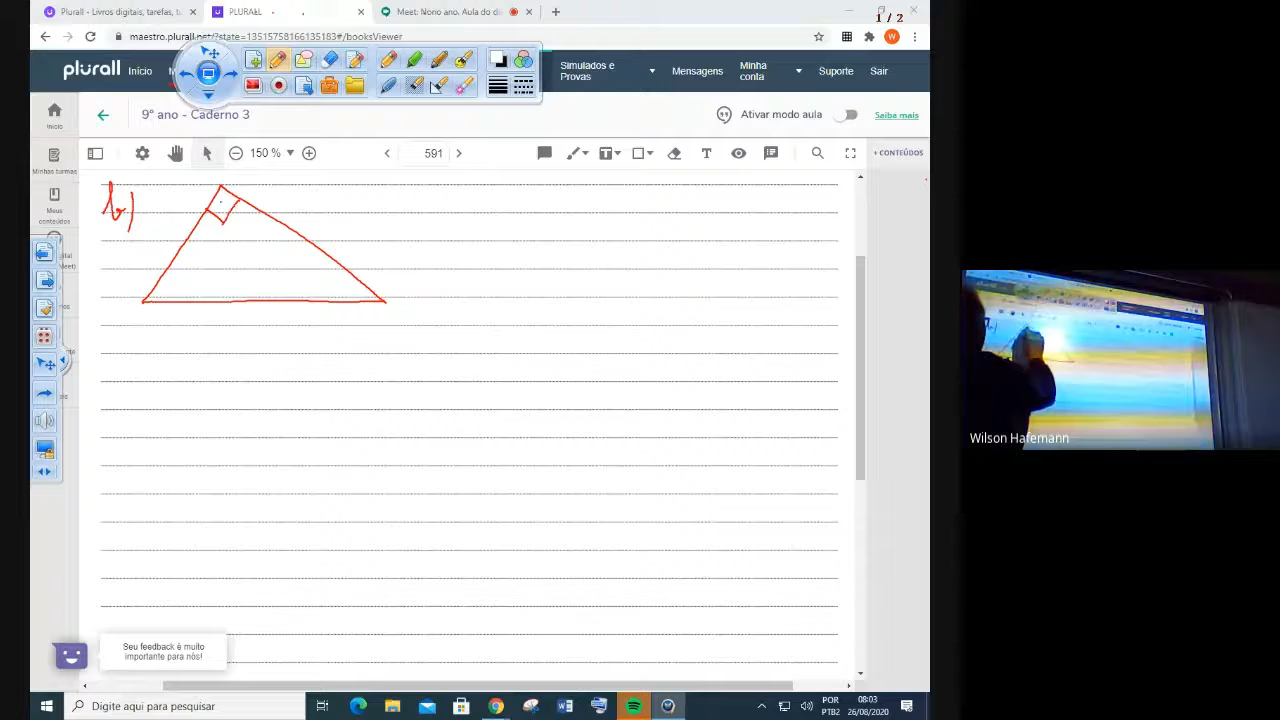 Plurall - Livros digitais, tarefas, t
PLURALL
Meet: Nono ano. Aula do di
1 / 2
maestro.plurall.net/?state=13515758166135183#/booksViewer
W
plurall
Início
Simulados e Provas
Mensagens
Minha conta
Suporte
Sair
Início
9º ano - Caderno 3
Ativar modo aula
Saiba mais
Minhas turmas
150 %
591
+ CONTEÚDOS
Meus conteúdos
b)
Wilson Hafemann
Seu feedback é muito
importante para nós!
Digite aqui para pesquisar
POR
PTB2
08:03
26/08/2020